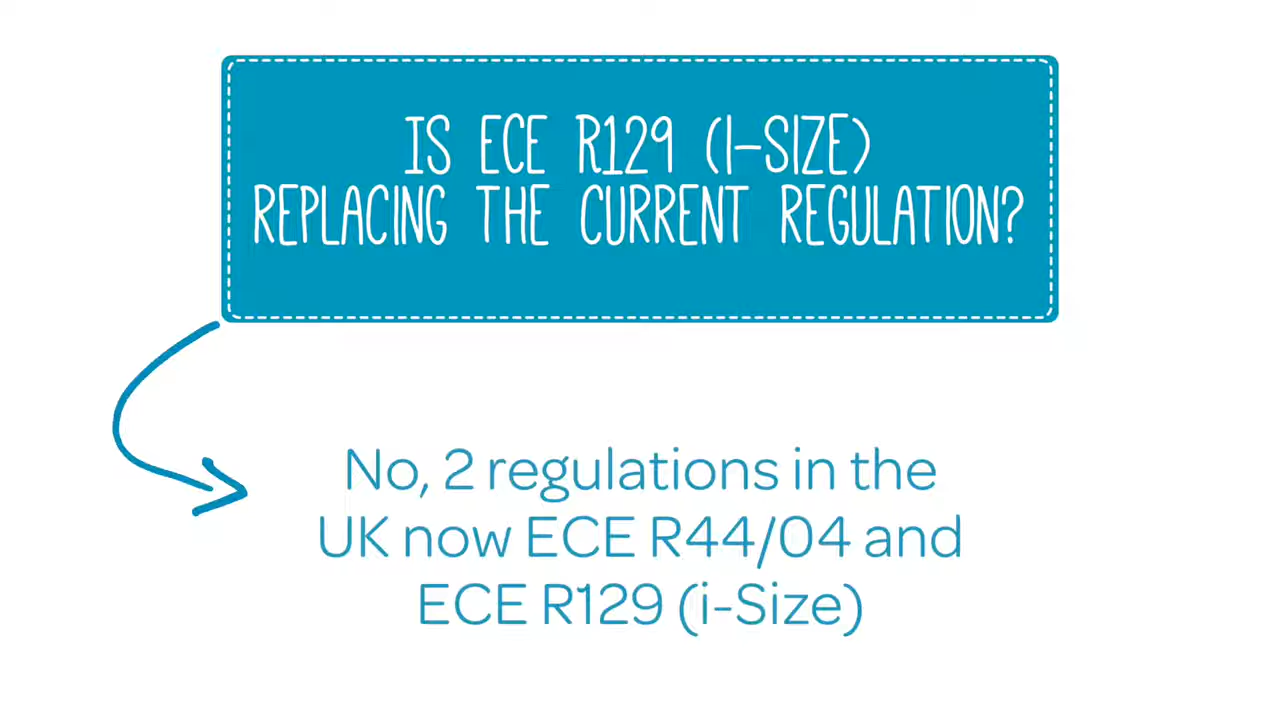 IS ECE R129 (I-SIZE)
REPLACING THE CURRENT REGULATION?
No, 2 regulations in the
UK now ECE R44/04 and
ECE R129 (i-Size)